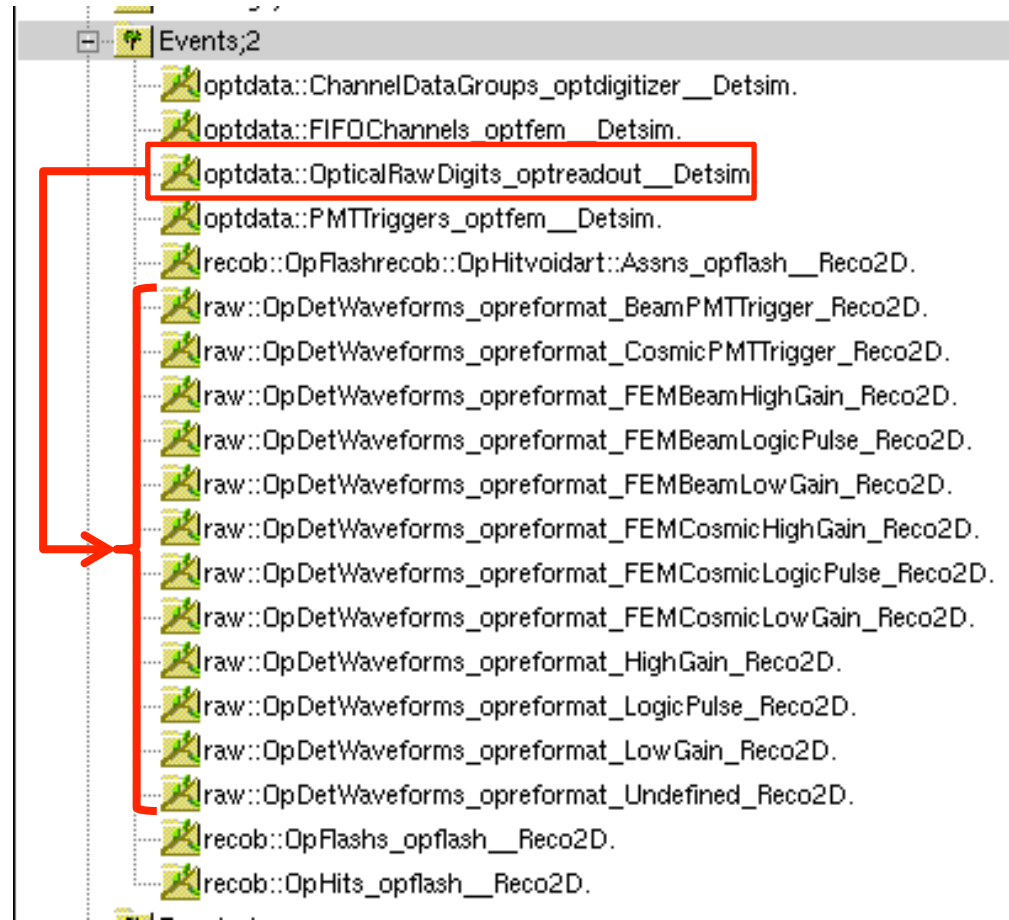 Events;2
optdata::ChannelDataGroups_optdigitizer__Detsim.
optdata::FIFOChannels_optfem__Detsim.
optdata::OpticalRawDigits_optreadout__Detsim
optdata::PMTTriggers_optfem__Detsim.
recob::OpFlashrecob::OpHitvoidart::Assns_opflash__Reco2D.
raw::OpDetWaveforms_opreformat_BeamPMTTrigger_Reco2D.
raw::OpDetWaveforms_opreformat_CosmicPMTTrigger_Reco2D.
raw::OpDetWaveforms_opreformat_FEMBeamHighGain_Reco2D.
raw::OpDetWaveforms_opreformat_FEMBeamLogicPulse_Reco2D.
raw::OpDetWaveforms_opreformat_FEMBeamLowGain_Reco2D.
raw::OpDetWaveforms_opreformat_FEMCosmicHighGain_Reco2D.
raw::OpDetWaveforms_opreformat_FEMCosmicLogicPulse_Reco2D.
raw::OpDetWaveforms_opreformat_FEMCosmicLowGain_Reco2D.
raw::OpDetWaveforms_opreformat_HighGain_Reco2D.
raw::OpDetWaveforms_opreformat_LogicPulse_Reco2D.
raw::OpDetWaveforms_opreformat_LowGain_Reco2D.
raw::OpDetWaveforms_opreformat_Undefined_Reco2D.
recob::OpFlashs_opflash__Reco2D.
recob::OpHits_opflash__Reco2D.